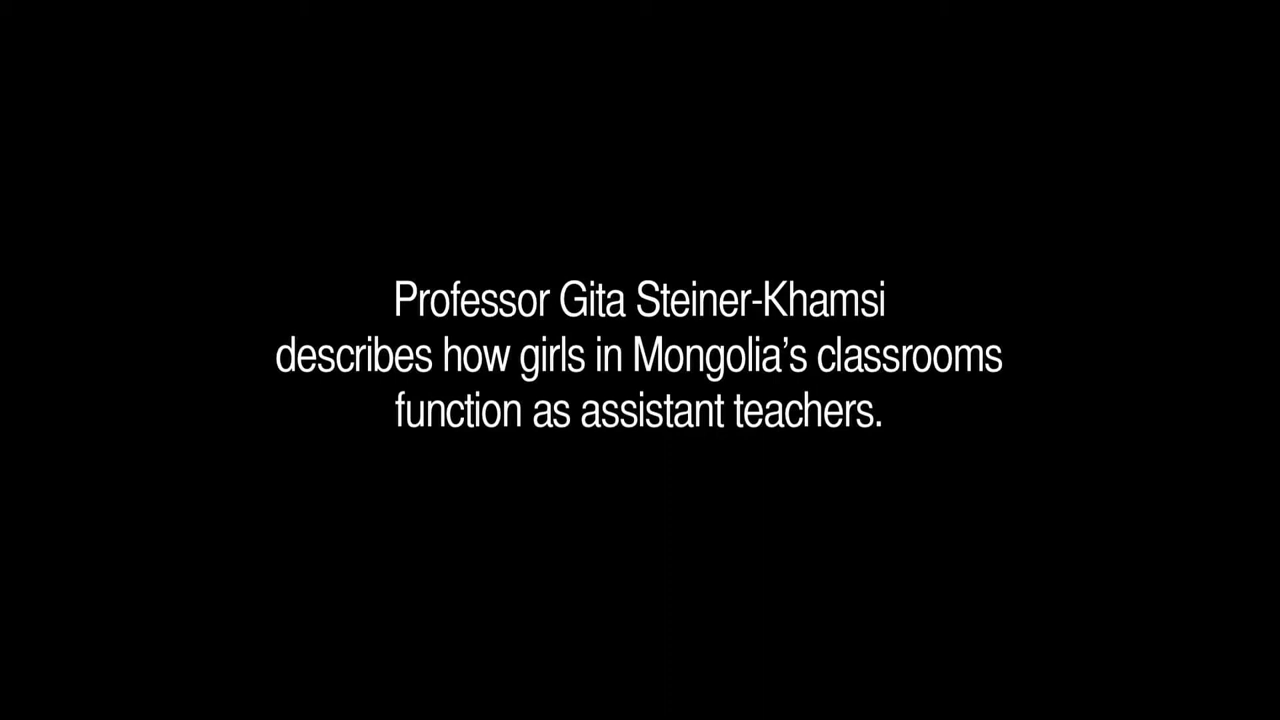 Professor Gita Steiner-Khamsi
describes how girls in Mongolia’s classrooms
function as assistant teachers.